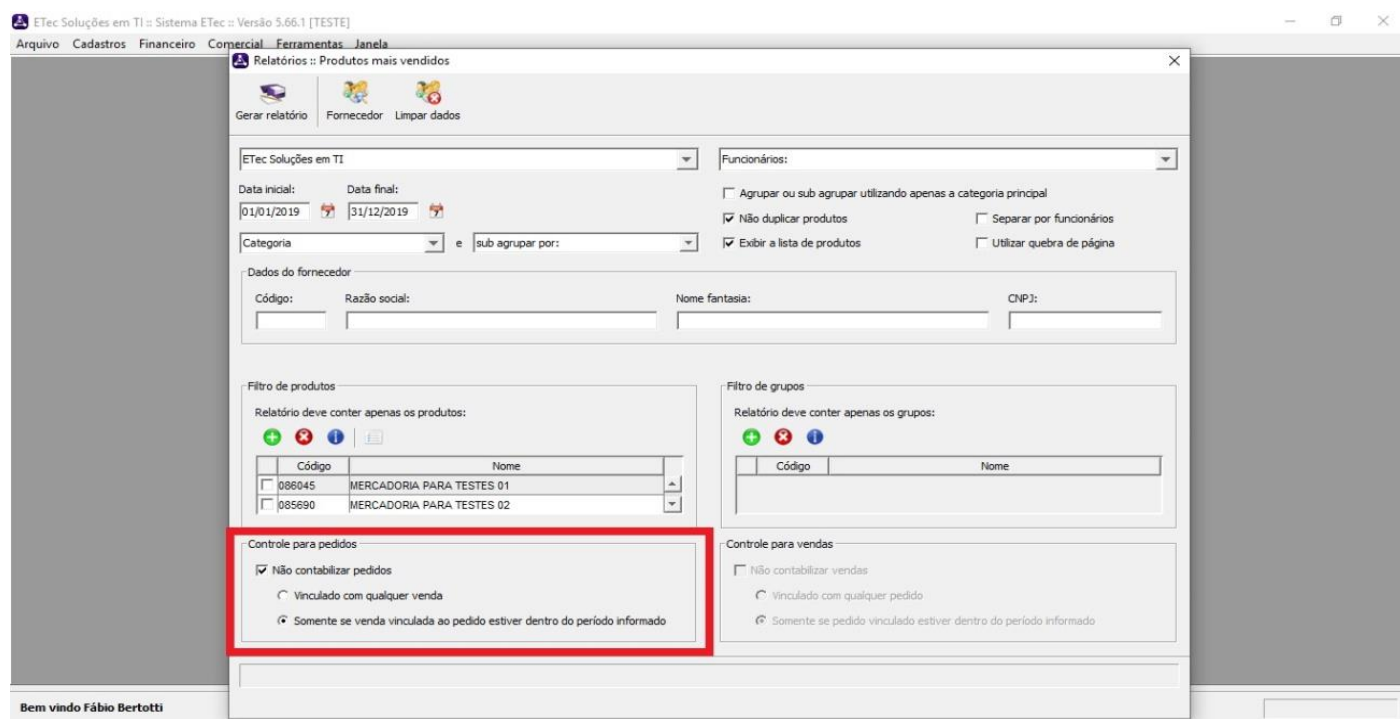 ETec Soluções em TI :: Sistema ETec :: Versão 5.66.1 [TESTE]
Arquivo Cadastros Financeiro Comercial Ferramentas Janela
Relatórios :: Produtos mais vendidos
Gerar relatório Fornecedor Limpar dados
ETec Soluções em TI Funcionários:
Data inicial: Data final: Agrupar ou sub agrupar utilizando apenas a categoria principal
01/01/2019 31/12/2019 Não duplicar produtos Separar por funcionários
Categoria e sub agrupar por: Exibir a lista de produtos Utilizar quebra de página
Dados do fornecedor
Código: Razão social: Nome fantasia: CNPJ:
Filtro de produtos Filtro de grupos
Relatório deve conter apenas os produtos: Relatório deve conter apenas os grupos:
Código Nome Código Nome
086045 MERCADORIA PARA TESTES 01
085690 MERCADORIA PARA TESTES 02
Controle para pedidos Controle para vendas
Não contabilizar pedidos Não contabilizar vendas
Vinculado com qualquer venda Vinculado com qualquer pedido
Somente se venda vinculada ao pedido estiver dentro do período informado Somente se pedido vinculado estiver dentro do período informado
Bem vindo Fábio Bertotti